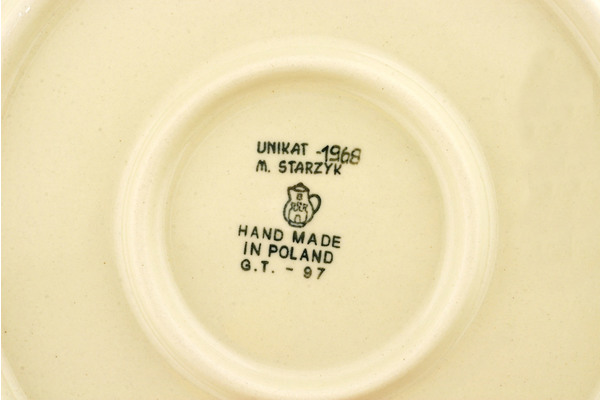 UNIKAT -1968
M. STARZYK
HAND MADE
IN POLAND
G.T. - 97